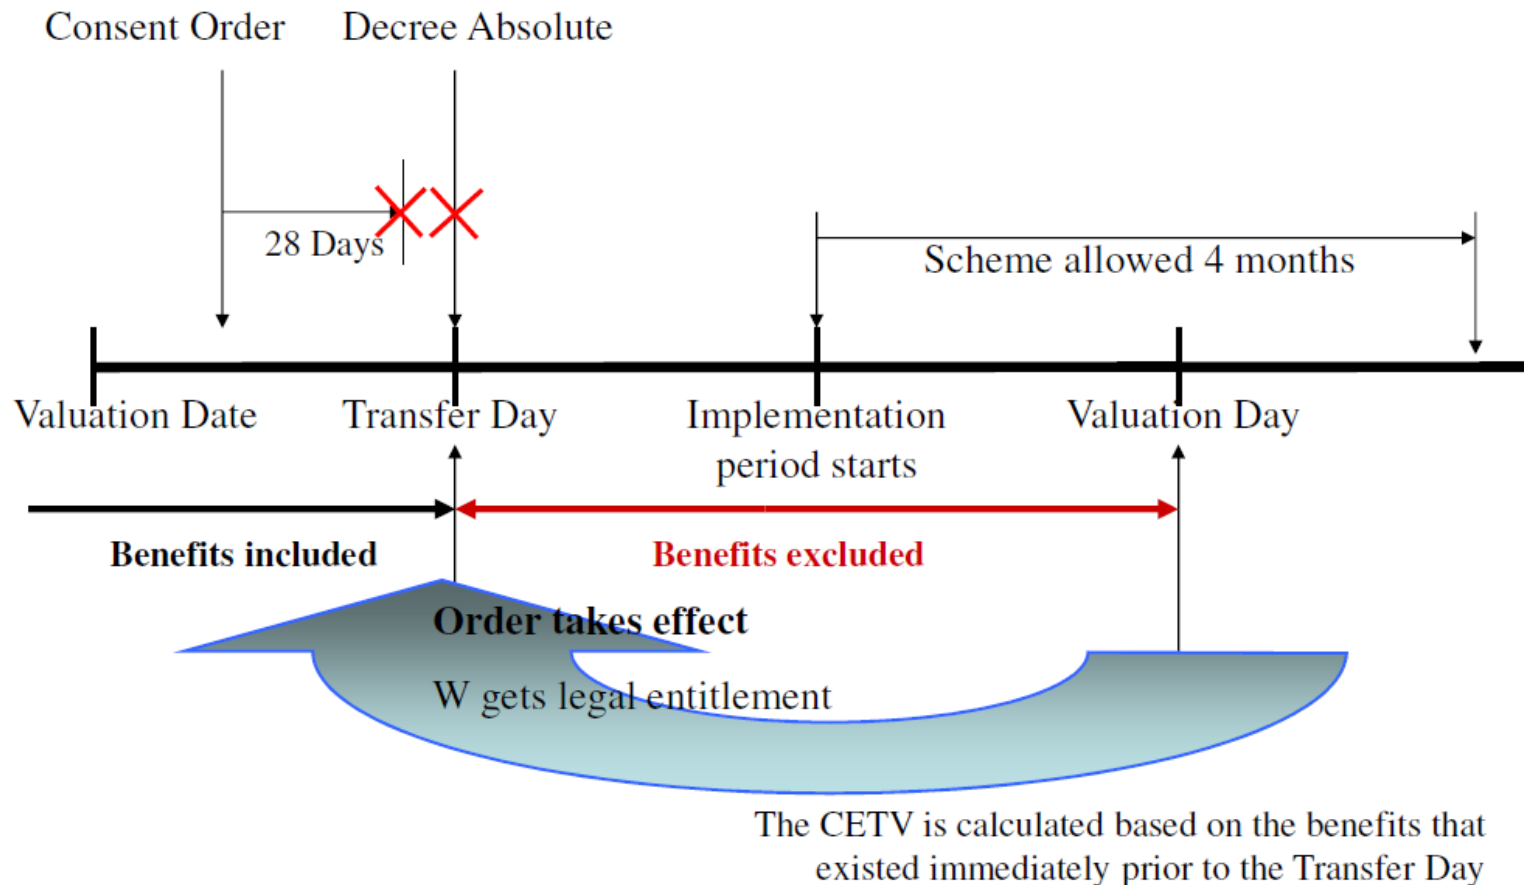 Consent Order
Decree Absolute
28 Days
Scheme allowed 4 months
Valuation Date
Transfer Day
Implementation
period starts
Valuation Day
Benefits included
Benefits excluded
Order takes effect
W gets legal entitlement
The CETV is calculated based on the benefits that
existed immediately prior to the Transfer Day